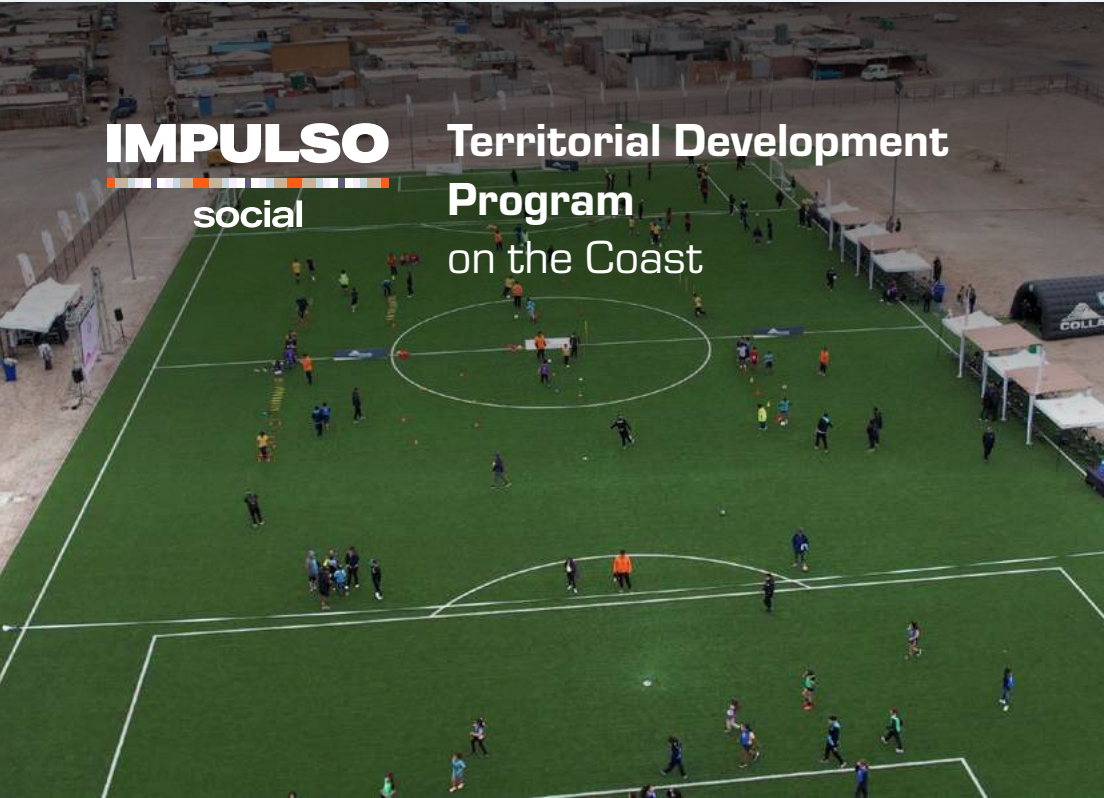 IMPULSO
social
Territorial Development
Program
on the Coast
COLLA